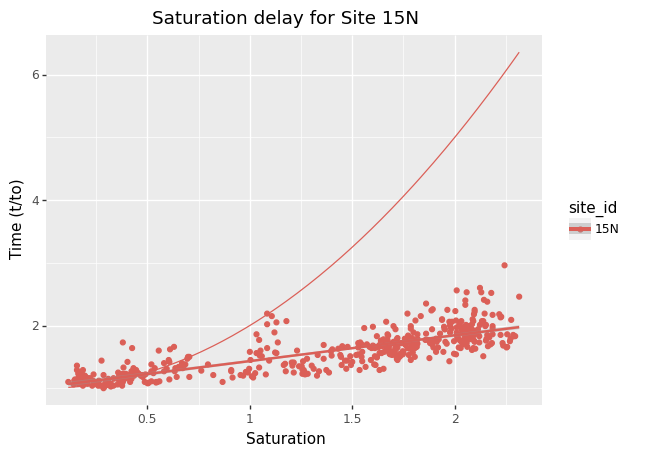 Saturation delay for Site 15N
6
4
2
Time (t/to)
0.5
1
1.5
2
Saturation
site_id
15N